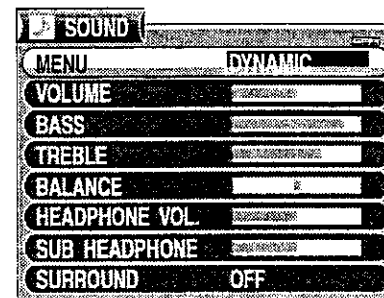 SOUND
MENU DYNAMIC
VOLUME
BASS
TREBLE
BALANCE
HEADPHONE VOL.
SUB HEADPHONE
SURROUND OFF